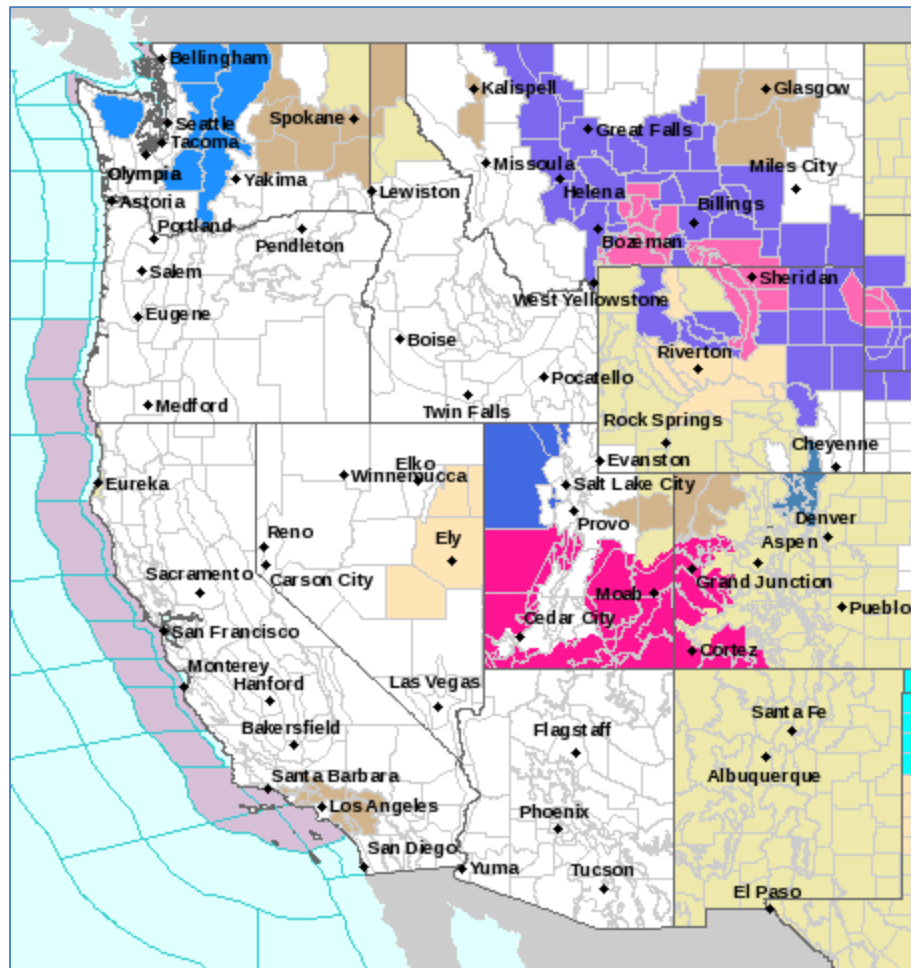 Bellingham
Kalispell
Glasgow
Seattle
Spokane
Great Falls
Tacoma
Olympia
Missoula
Miles City
Yakima
Helena
Lewiston
Astoria
Billings
Portland
Pendleton
Bozeman
Salem
Sheridan
West Yellowstone
Eugene
Boise
Riverton
Pocatello
Medford
Twin Falls
Rock Springs
Cheyenne
Elko
Evanston
Winnemucca
Eureka
Salt Lake City
Provo
Denver
Reno
Ely
Aspen
Carson City
Grand Junction
Sacramento
Moab
Pueblo
Cedar City
San Francisco
Cortez
Monterey
Hanford
Las Vegas
Santa Fe
Bakersfield
Flagstaff
Albuquerque
Santa Barbara
Los Angeles
Phoenix
San Diego
Yuma
Tucson
El Paso